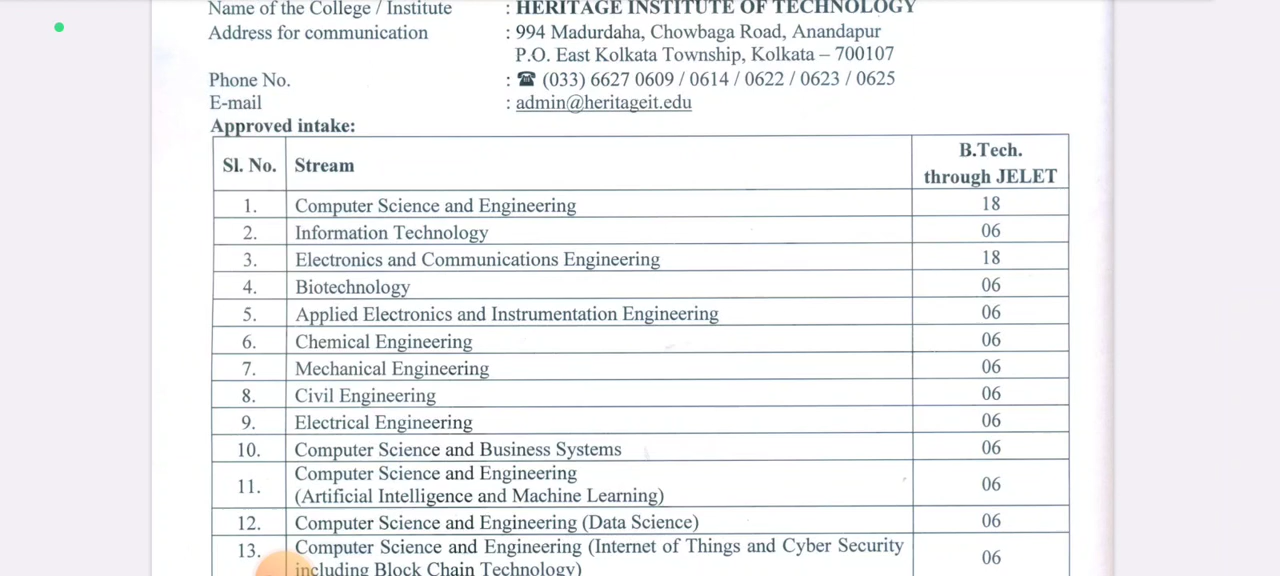 Name of the College / Institute : HERITAGE INSTITUTE OF TECHNOLOGY
Address for communication : 994 Madurdaha, Chowbaga Road, Anandapur
P.O. East Kolkata Township, Kolkata – 700107
Phone No. : ☎ (033) 6627 0609 / 0614 / 0622 / 0623 / 0625
E-mail : admin@heritageit.edu
Approved intake:
Sl. No. Stream B.Tech. through JELET
1. Computer Science and Engineering 18
2. Information Technology 06
3. Electronics and Communications Engineering 18
4. Biotechnology 06
5. Applied Electronics and Instrumentation Engineering 06
6. Chemical Engineering 06
7. Mechanical Engineering 06
8. Civil Engineering 06
9. Electrical Engineering 06
10. Computer Science and Business Systems 06
11. Computer Science and Engineering
(Artificial Intelligence and Machine Learning) 06
12. Computer Science and Engineering (Data Science) 06
13. Computer Science and Engineering (Internet of Things and Cyber Security
including Block Chain Technology) 06